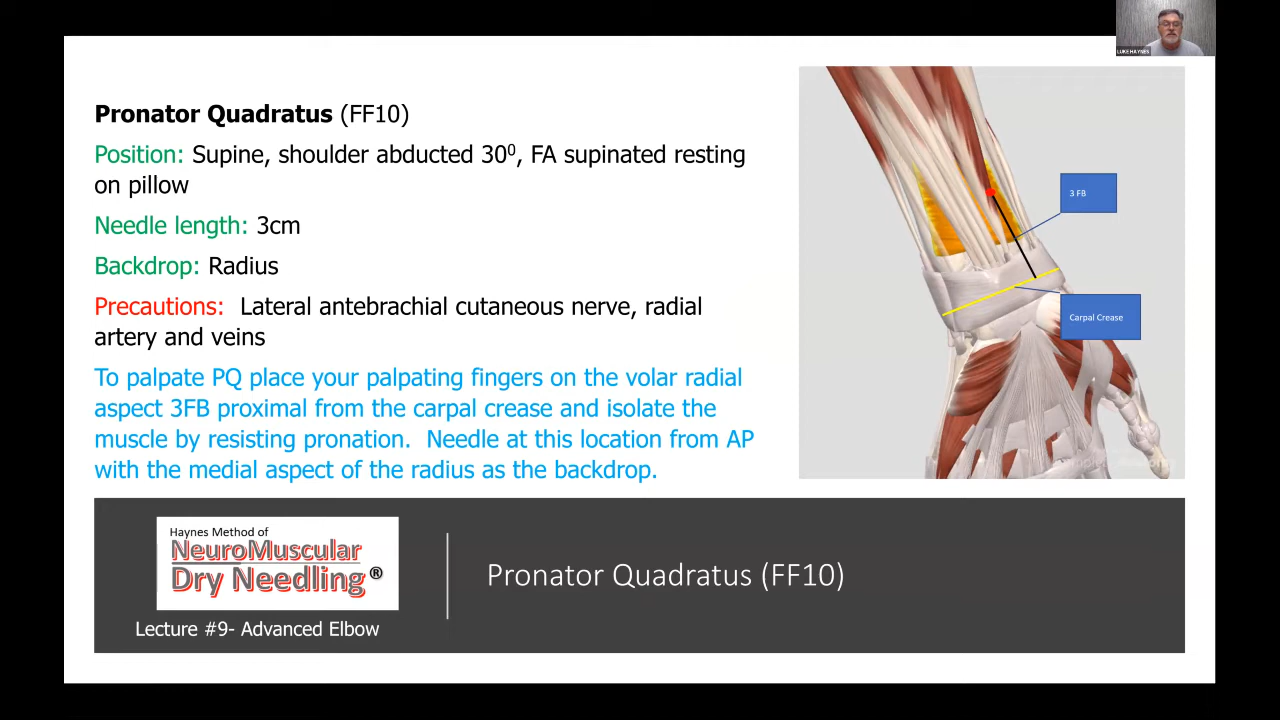 LUKE HAYNES
Pronator Quadratus (FF10)
Position: Supine, shoulder abducted 30⁰, FA supinated resting
on pillow
Needle length: 3cm
Backdrop: Radius
Precautions: Lateral antebrachial cutaneous nerve, radial
artery and veins
To palpate PQ place your palpating fingers on the volar radial
aspect 3FB proximal from the carpal crease and isolate the
muscle by resisting pronation. Needle at this location from AP
with the medial aspect of the radius as the backdrop.
3 FB
Carpal Crease
Haynes Method of
NeuroMuscular
Dry Needling®
Lecture #9- Advanced Elbow
Pronator Quadratus (FF10)